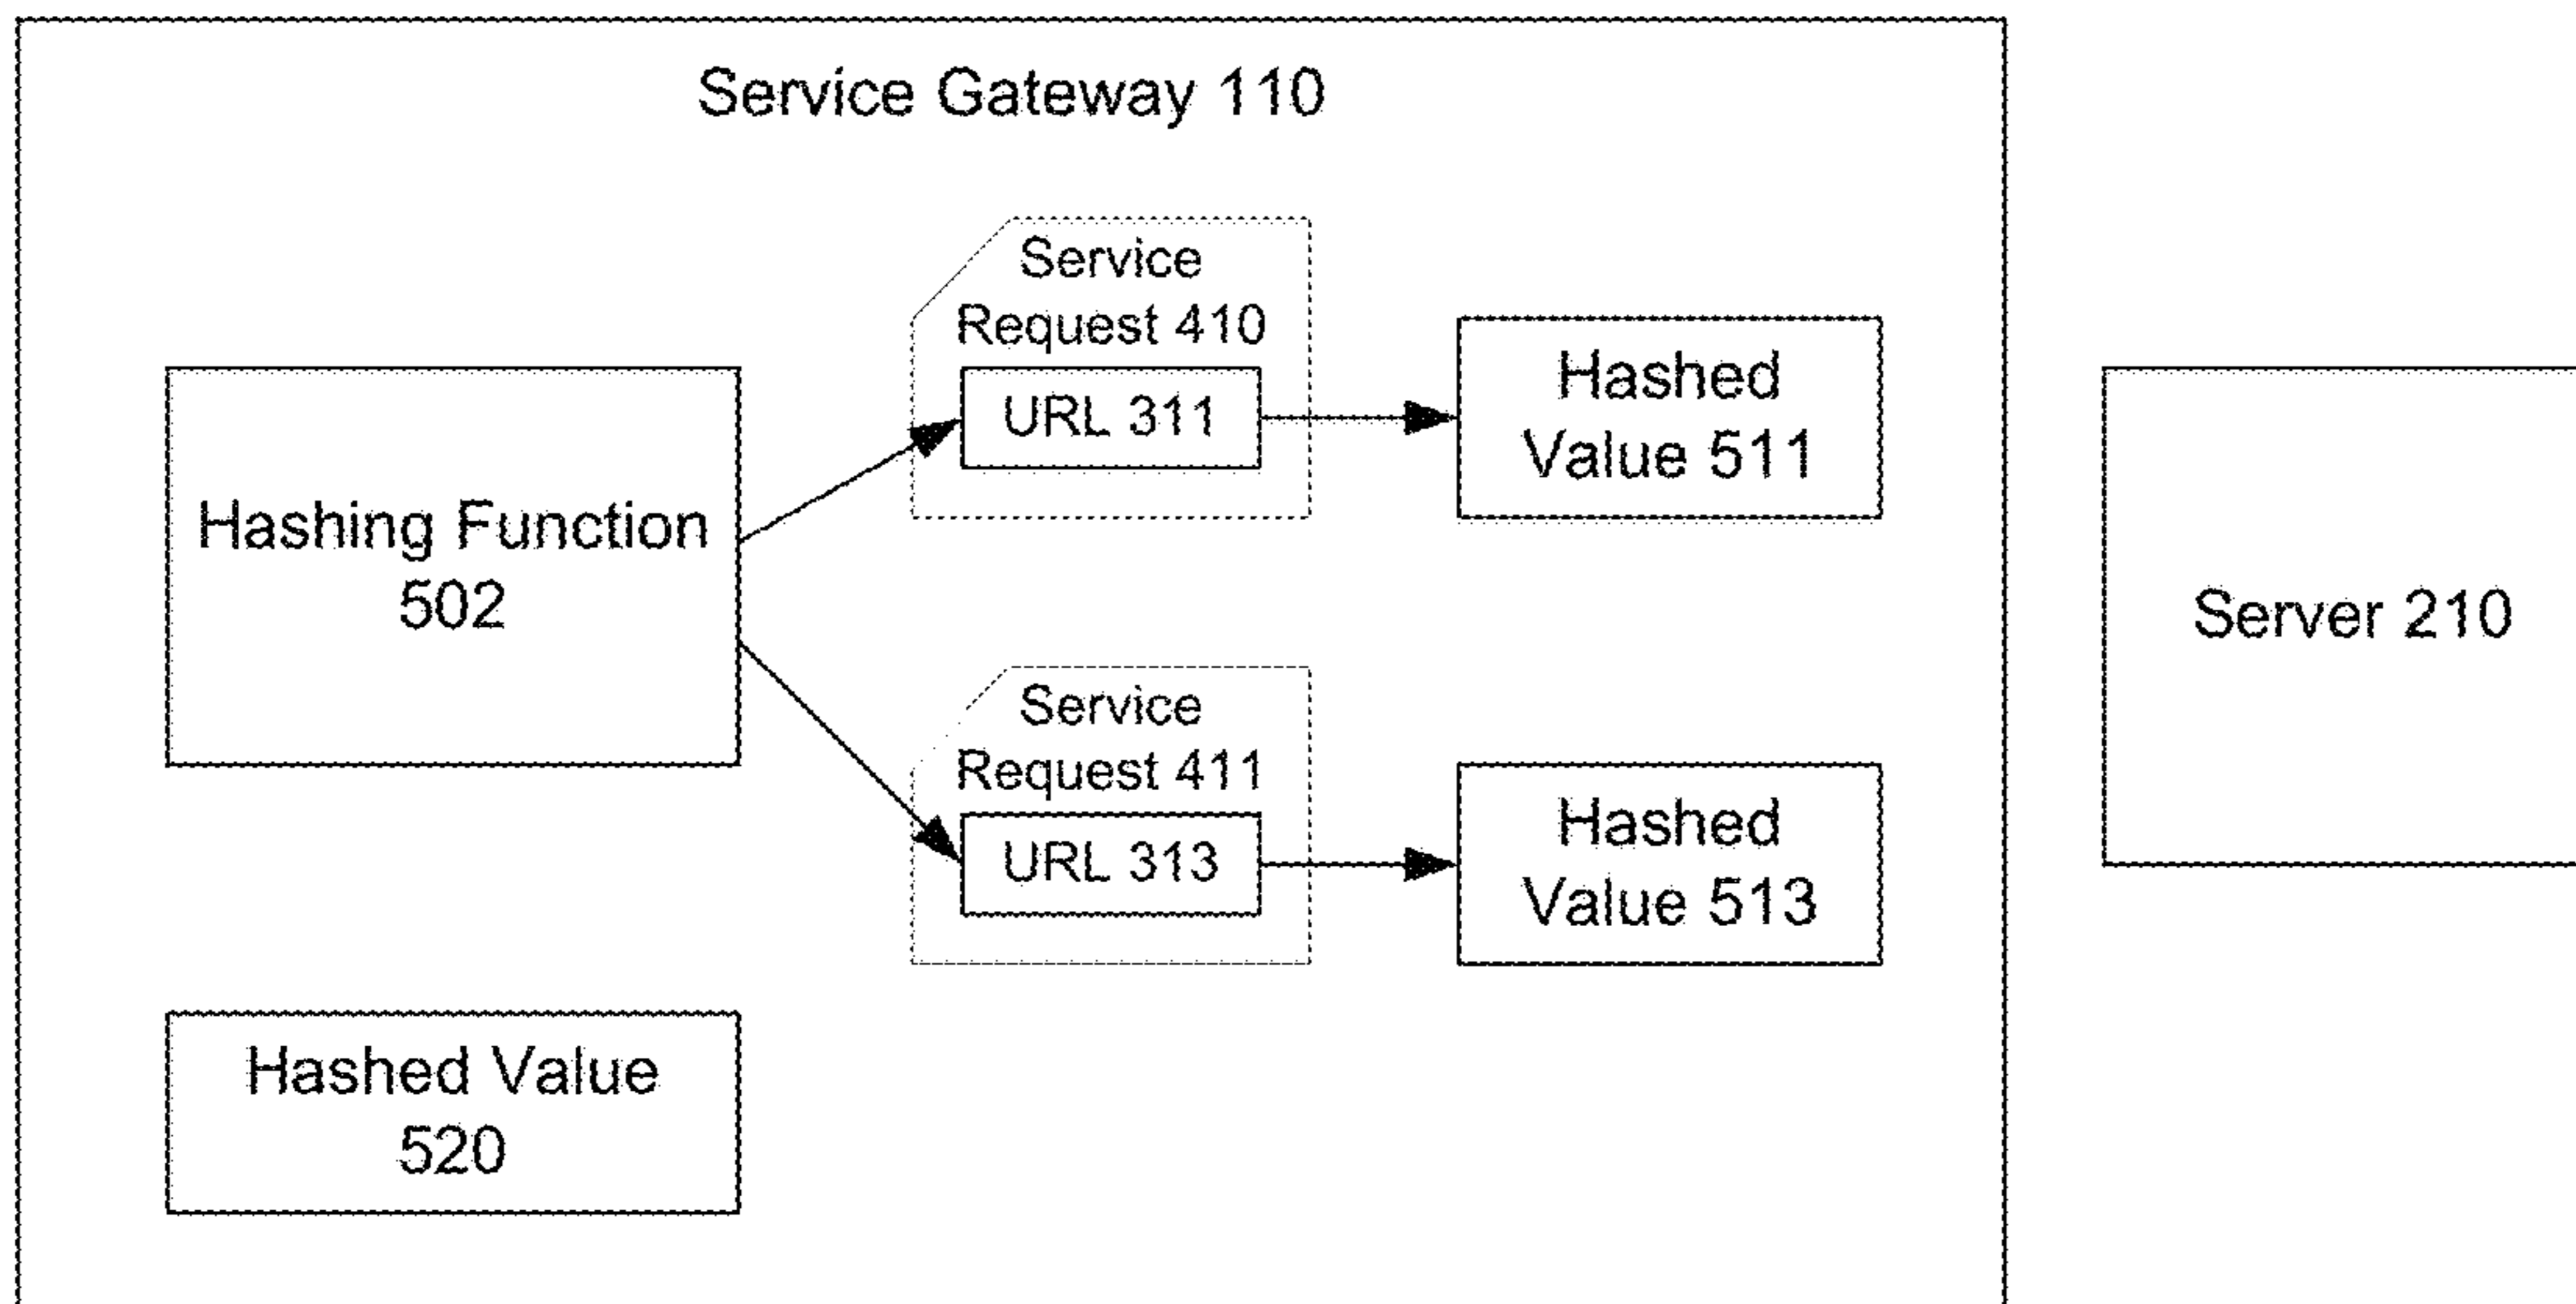 Service Gateway 110
Service
Request 410
URL 311
Hashed
Value 511
Hashing Function
502
Server 210
Service
Request 411
URL 313
Hashed
Value 513
Hashed Value
520